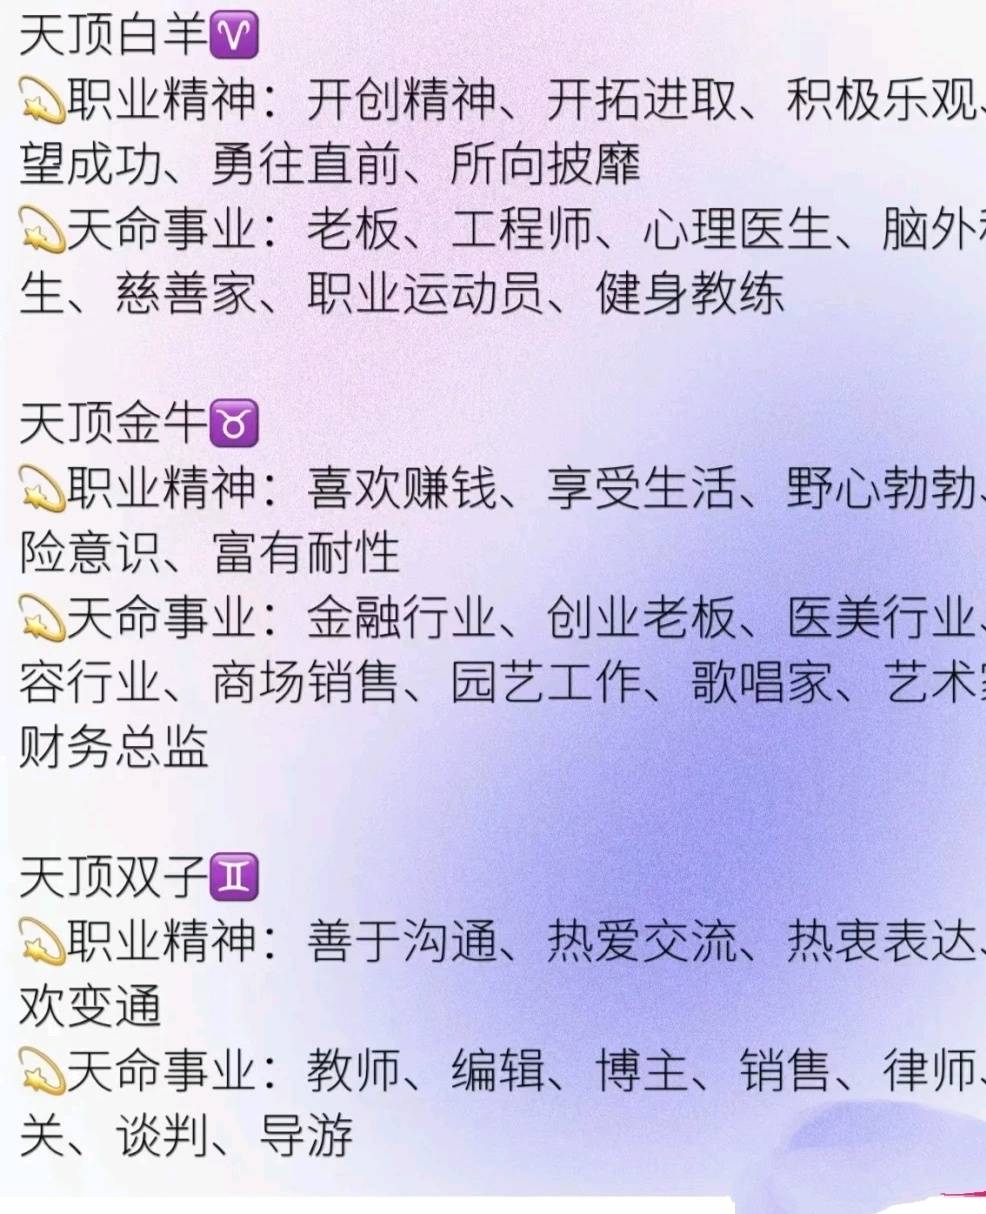 天顶白羊♈
💫职业精神：开创精神、开拓进取、积极乐观、
望成功、勇往直前、所向披靡
💫天命事业：老板、工程师、心理医生、脑外
生、慈善家、职业运动员、健身教练
天顶金牛♉
💫职业精神：喜欢赚钱、享受生活、野心勃勃、
险意识、富有耐性
💫天命事业：金融行业、创业老板、医美行业、
容行业、商场销售、园艺工作、歌唱家、艺术
财务总监
天顶双子♊
💫职业精神：善于沟通、热爱交流、热衷表达、
欢变通
💫天命事业：教师、编辑、博主、销售、律师、
关、谈判、导游